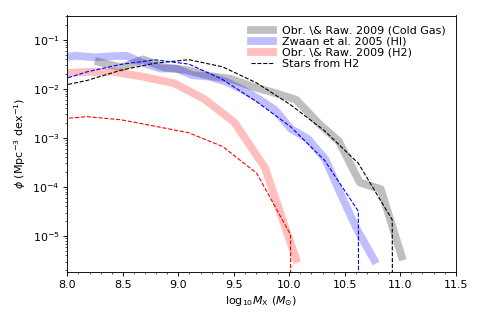 Obr. \& Raw. 2009 (Cold Gas)
Zwaan et al. 2005 (HI)
Obr. \& Raw. 2009 (H2)
Stars from H2
10⁻¹
10⁻²
10⁻³
10⁻⁴
10⁻⁵
ϕ (Mpc⁻³ dex⁻¹)
8.0 8.5 9.0 9.5 10.0 10.5 11.0 11.5
log₁₀Mₓ (M⊙)